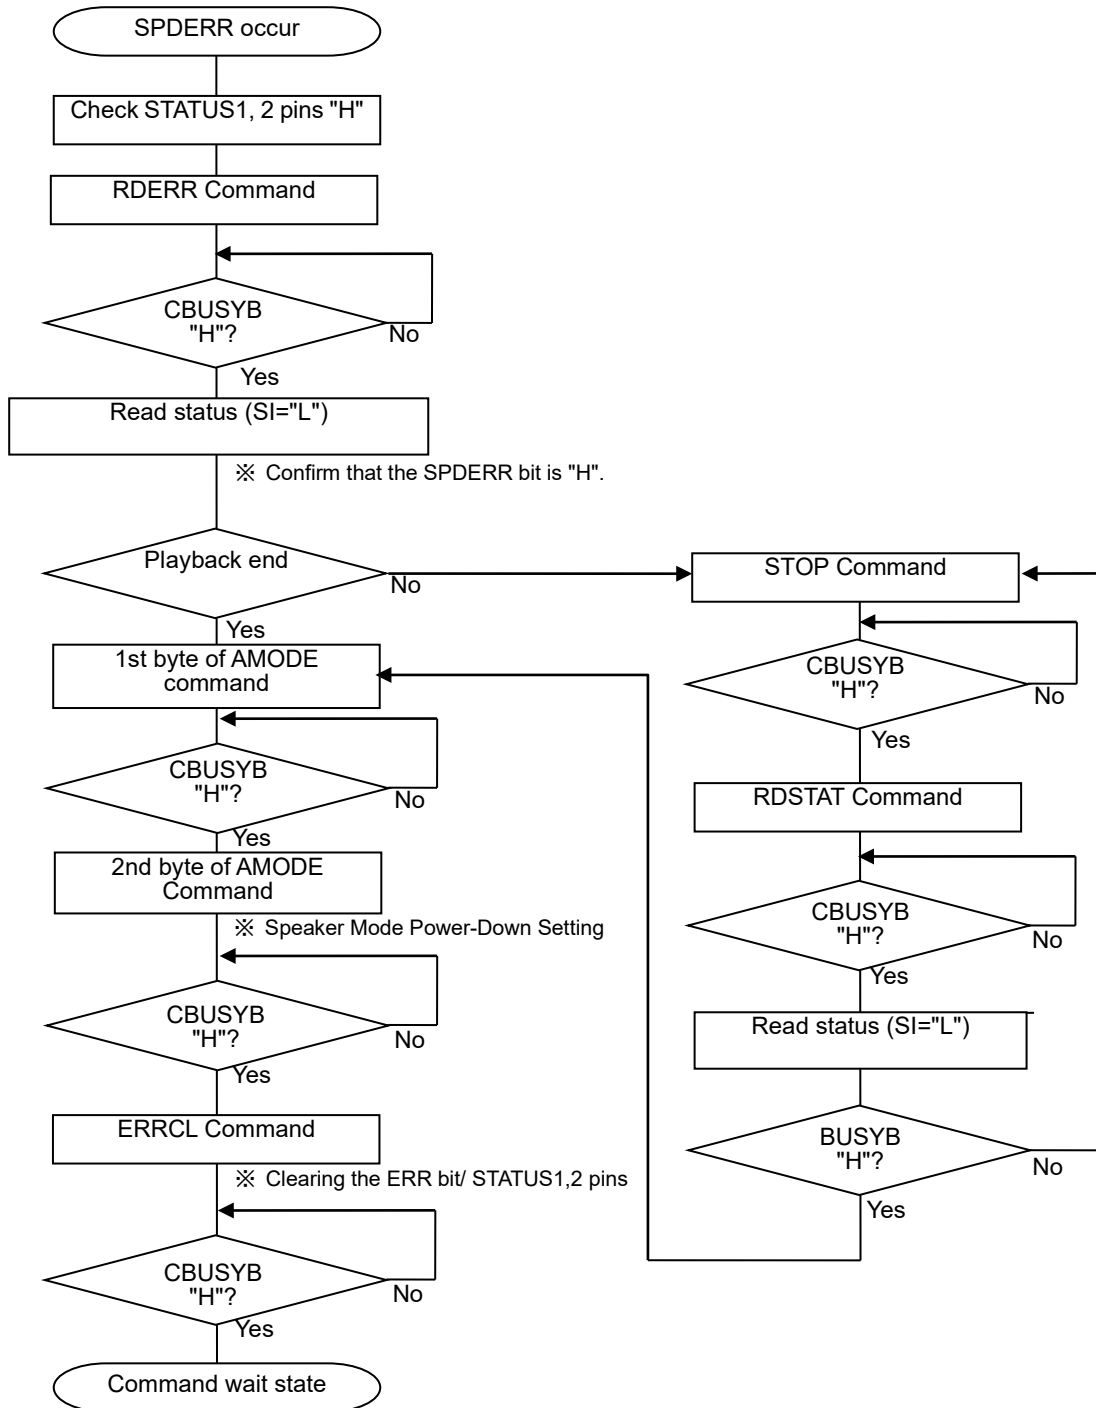 SPDERR occur
Check STATUS1, 2 pins "H"
RDERR Command
CBUSYB
"H"?
No
Yes
Read status (SI="L")
※ Confirm that the SPDERR bit is "H".
Playback end
No
Yes
1st byte of AMODE
command
CBUSYB
"H"?
No
Yes
2nd byte of AMODE
Command
※ Speaker Mode Power-Down Setting
CBUSYB
"H"?
No
Yes
ERRCL Command
※ Clearing the ERR bit/ STATUS1,2 pins
CBUSYB
"H"?
No
Yes
Command wait state
STOP Command
CBUSYB
"H"?
No
Yes
RDSTAT Command
CBUSYB
"H"?
No
Yes
Read status (SI="L")
BUSYB
"H"?
No
Yes